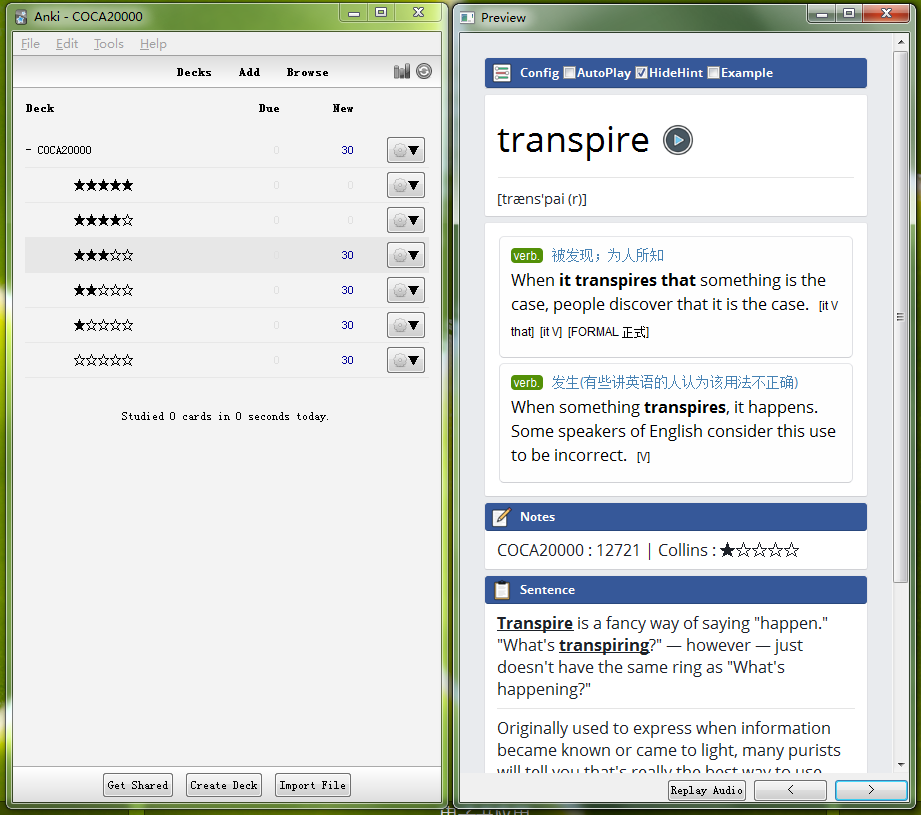 Anki - COCA20000
File Edit Tools Help
Decks Add Browse
Deck Due New
- COCA20000 0 30
★★★★★ 0 0
★★★★☆ 0 0
★★★☆☆ 0 30
★★☆☆☆ 0 30
★☆☆☆☆ 0 30
☆☆☆☆☆ 0 30
Studied 0 cards in 0 seconds today.
Get Shared Create Deck Import File
Preview
Config AutoPlay HideHint Example
transpire
[træns'pai (r)]
verb. 被发现；为人所知
When it transpires that something is the
case, people discover that it is the case. [it V
that] [it V] [FORMAL 正式]
verb. 发生(有些讲英语的人认为该用法不正确)
When something transpires, it happens.
Some speakers of English consider this use
to be incorrect. [V]
Notes
COCA20000 : 12721 | Collins : ★☆☆☆☆
Sentence
Transpire is a fancy way of saying "happen."
"What's transpiring?" — however — just
doesn't have the same ring as "What's
happening?"
Originally used to express when information
became known or came to light, many purists
will tell you that's really the best way to use
Replay Audio < >